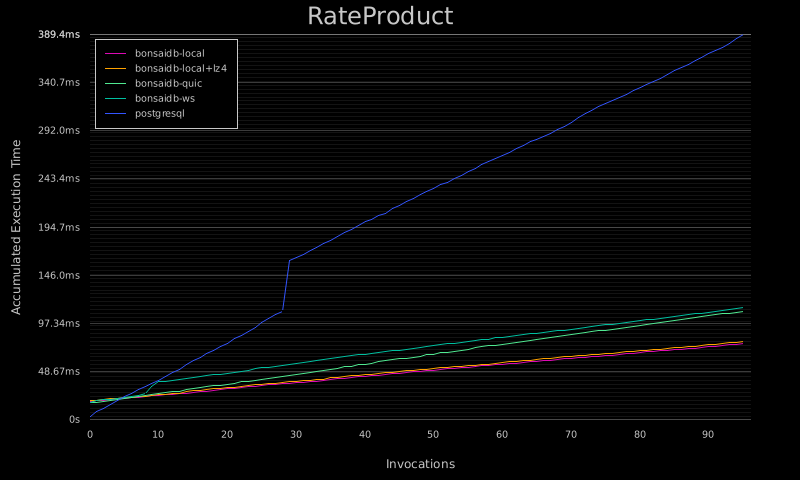 RateProduct
389.4ms
340.7ms
292.0ms
243.4ms
194.7ms
146.0ms
97.34ms
48.67ms
0s
Accumulated Execution Time
bonsaidb-local
bonsaidb-local+lz4
bonsaidb-quic
bonsaidb-ws
postgresql
0 10 20 30 40 50 60 70 80 90
Invocations